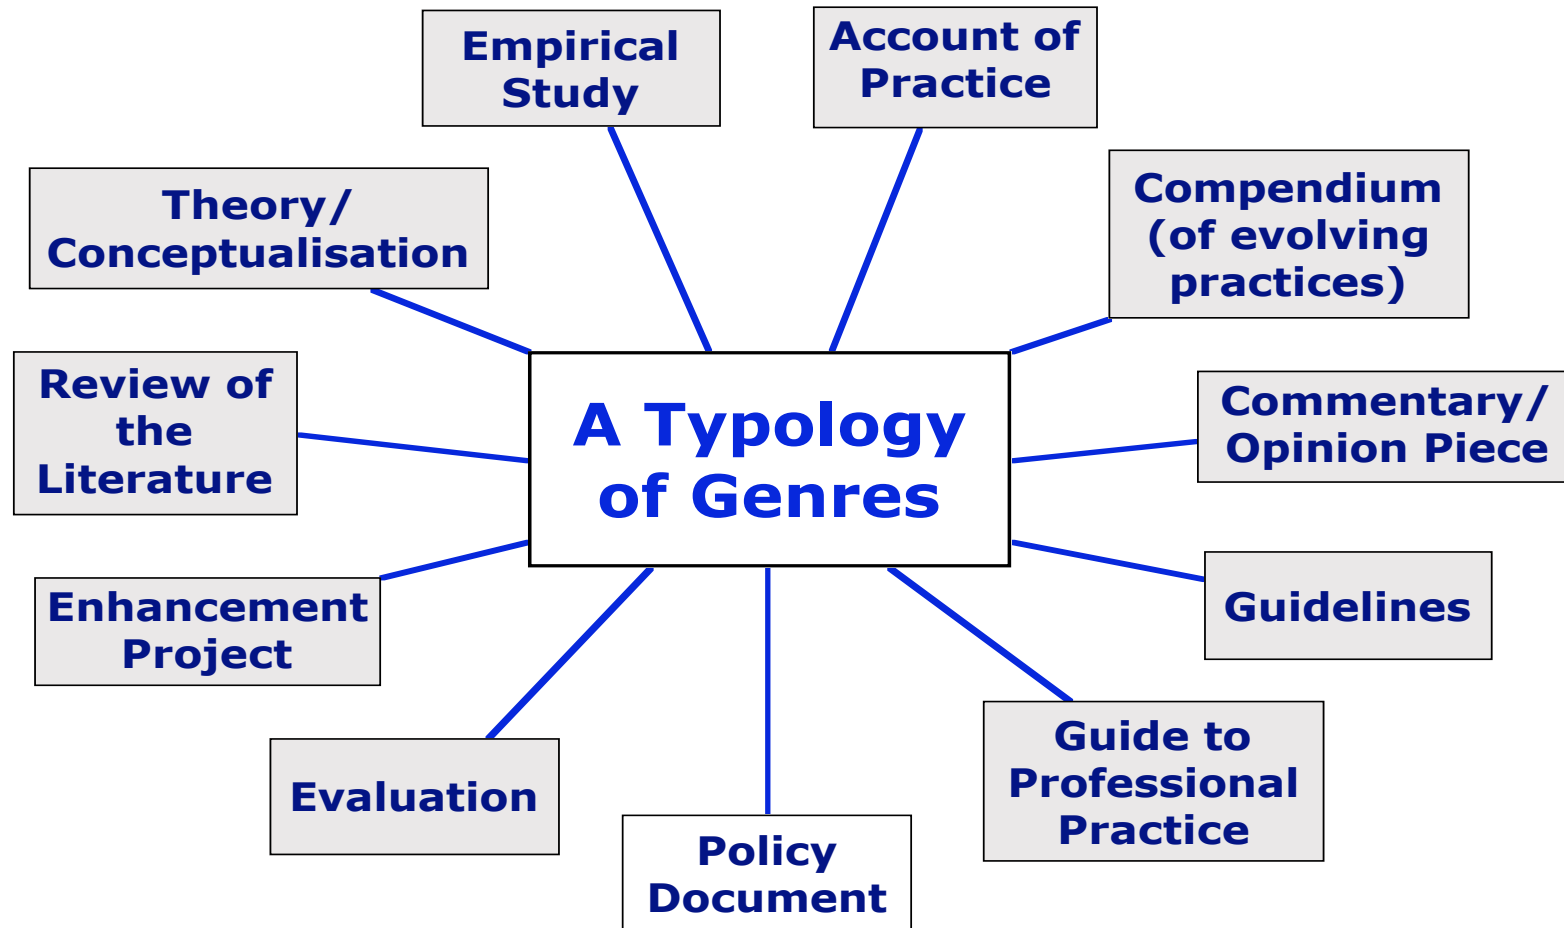 Empirical
Study
Account of
Practice
Theory/
Conceptualisation
Compendium
(of evolving
practices)
Review of
the
Literature
A Typology
of Genres
Commentary/
Opinion Piece
Enhancement
Project
Guidelines
Evaluation
Policy
Document
Guide to
Professional
Practice